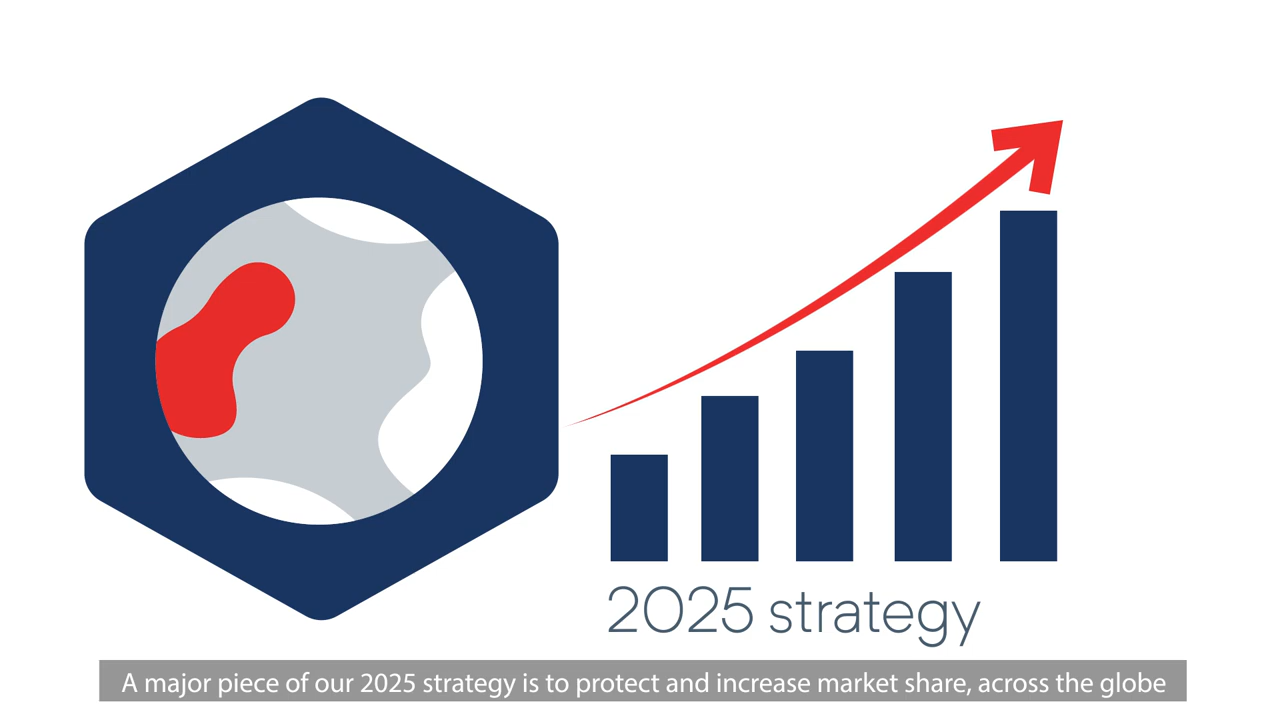 2025 strategy
A major piece of our 2025 strategy is to protect and increase market share, across the globe